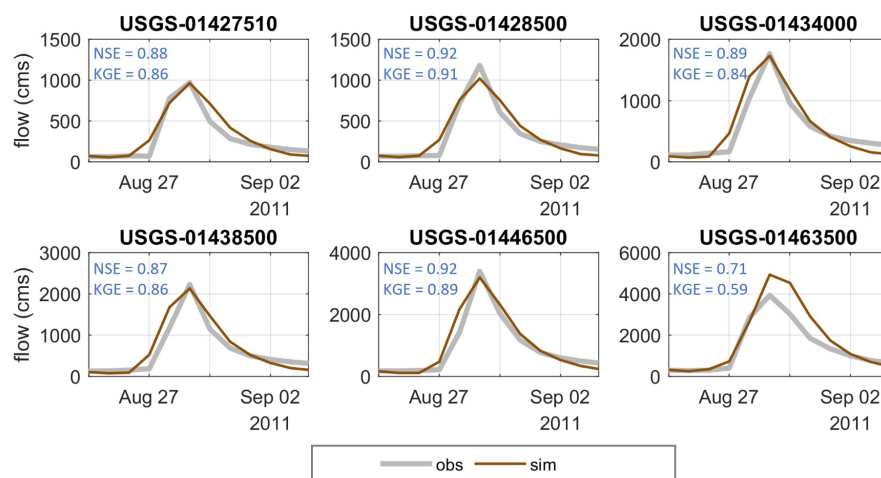 USGS-01427510
USGS-01428500
USGS-01434000
NSE = 0.88
KGE = 0.86
NSE = 0.92
KGE = 0.91
NSE = 0.89
KGE = 0.84
flow (cms)
1500
1000
500
0
1500
1000
500
0
2000
1000
0
Aug 27
Sep 02
2011
Aug 27
Sep 02
2011
Aug 27
Sep 02
2011
USGS-01438500
USGS-01446500
USGS-01463500
NSE = 0.87
KGE = 0.86
NSE = 0.92
KGE = 0.89
NSE = 0.71
KGE = 0.59
flow (cms)
3000
2000
1000
0
4000
2000
0
6000
4000
2000
0
Aug 27
Sep 02
2011
Aug 27
Sep 02
2011
Aug 27
Sep 02
2011
obs
sim